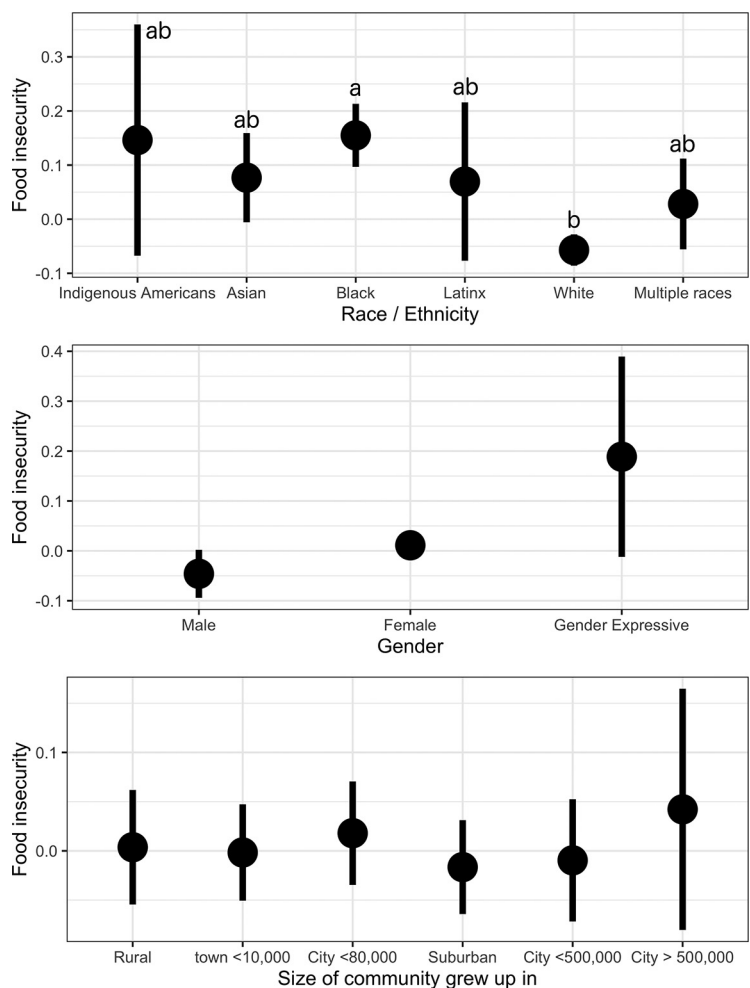 ab
ab
a
ab
b
ab
0.3
0.2
0.1
0.0
-0.1
Food insecurity
Indigenous Americans Asian Black Latinx White Multiple races
Race / Ethnicity
0.4
0.3
0.2
0.1
0.0
-0.1
Food insecurity
Male Female Gender Expressive
Gender
0.1
0.0
Food insecurity
Rural town <10,000 City <80,000 Suburban City <500,000 City > 500,000
Size of community grew up in